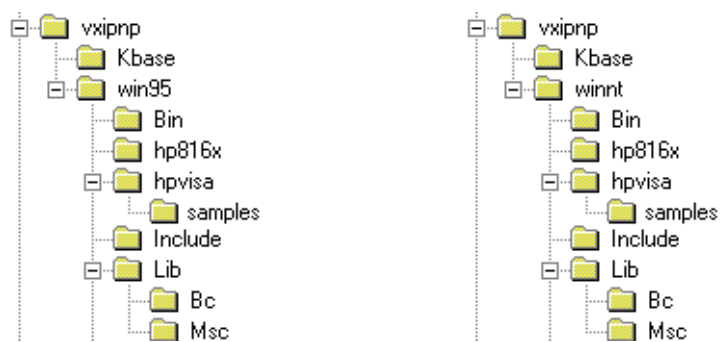 vxipnp
Kbase
win95
Bin
hp816x
hpvisa
samples
Include
Lib
Bc
Msc
vxipnp
Kbase
winnt
Bin
hp816x
hpvisa
samples
Include
Lib
Bc
Msc